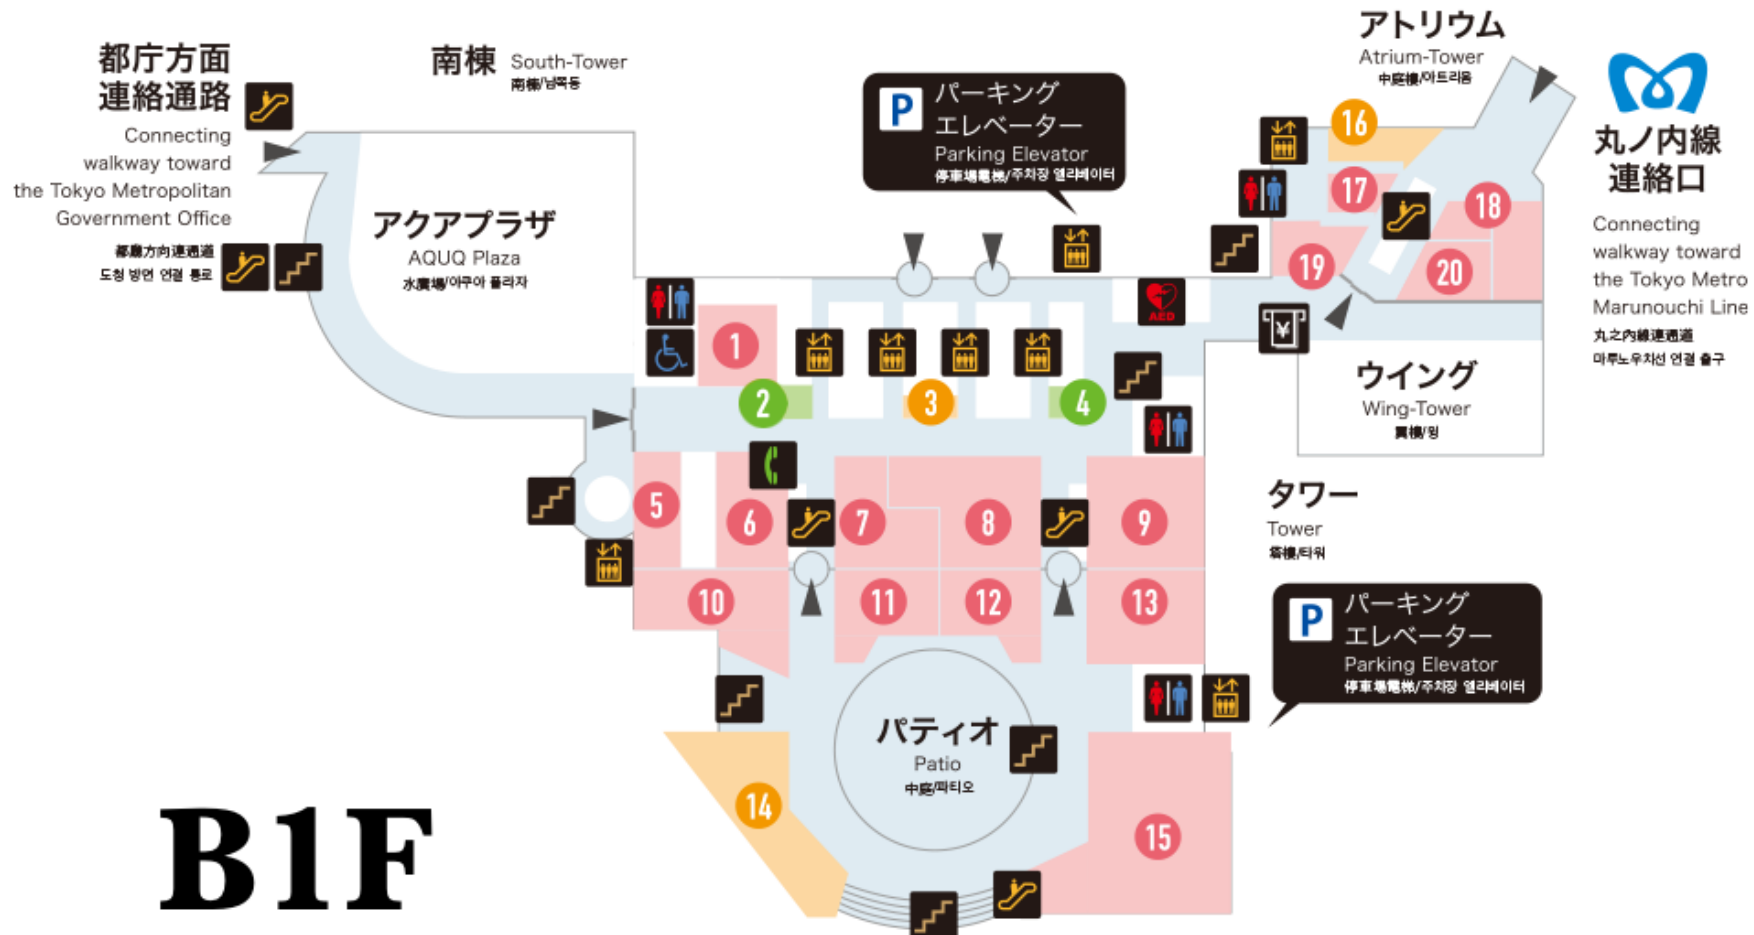 都庁方面
連絡通路
Connecting
walkway toward
the Tokyo Metropolitan
Government Office
都廳方向連通道
도청 방면 연결 통로
南棟 South-Tower
南棟/남쪽동
アクアプラザ
AQUQ Plaza
水廣場/아쿠아 플라자
P
パーキング
エレベーター
Parking Elevator
停車場電梯/주차장 엘리베이터
アトリウム
Atrium-Tower
中庭樓/아트리움
丸ノ内線
連絡口
Connecting
walkway toward
the Tokyo Metro
Marunouchi Line
丸之內線連通道
마루노우치선 연결 출구
16
17
18
19
20
AED
¥
ウイング
Wing-Tower
翼樓/윙
1
2
3
4
5
6
7
8
9
タワー
Tower
塔樓/타워
10
11
12
13
P
パーキング
エレベーター
Parking Elevator
停車場電梯/주차장 엘리베이터
パティオ
Patio
中庭/파티오
14
15
B1F